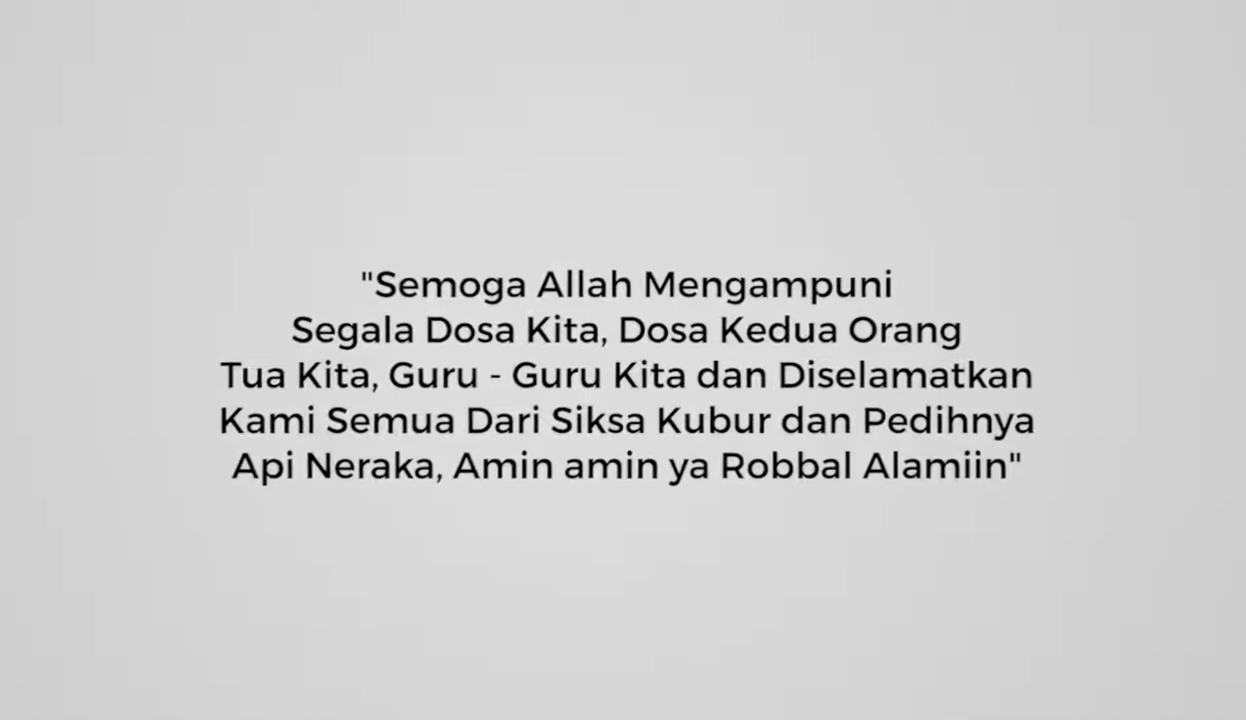 "Semoga Allah Mengampuni
Segala Dosa Kita, Dosa Kedua Orang
Tua Kita, Guru - Guru Kita dan Diselamatkan
Kami Semua Dari Siksa Kubur dan Pedihnya
Api Neraka, Amin amin ya Robbal Alamiin"